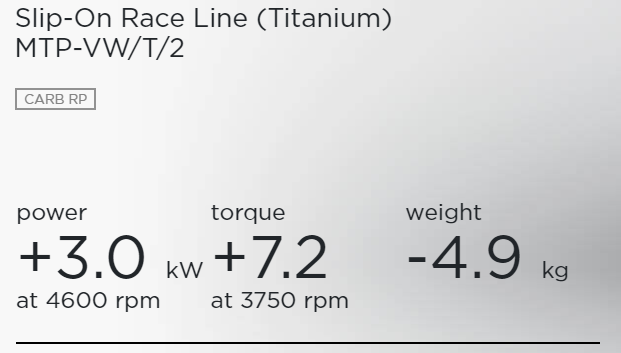 Slip-On Race Line (Titanium)
MTP-VW/T/2
CARB RP
power torque weight
+3.0 kW +7.2 -4.9 kg
at 4600 rpm at 3750 rpm